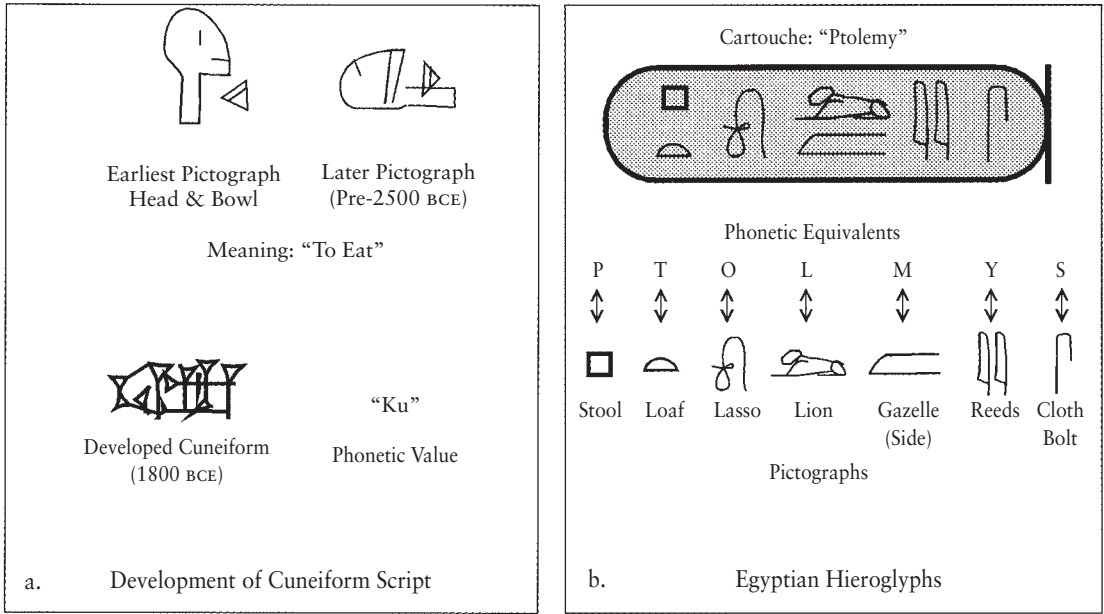 Earliest Pictograph
Head & Bowl
Later Pictograph
(Pre-2500 BCE)
Meaning: “To Eat”
Developed Cuneiform
(1800 BCE)
“Ku”
Phonetic Value
a. Development of Cuneiform Script
Cartouche: “Ptolemy”
Phonetic Equivalents
P T O L M Y S
Stool Loaf Lasso Lion Gazelle (Side) Reeds Cloth Bolt
Pictographs
b. Egyptian Hieroglyphs